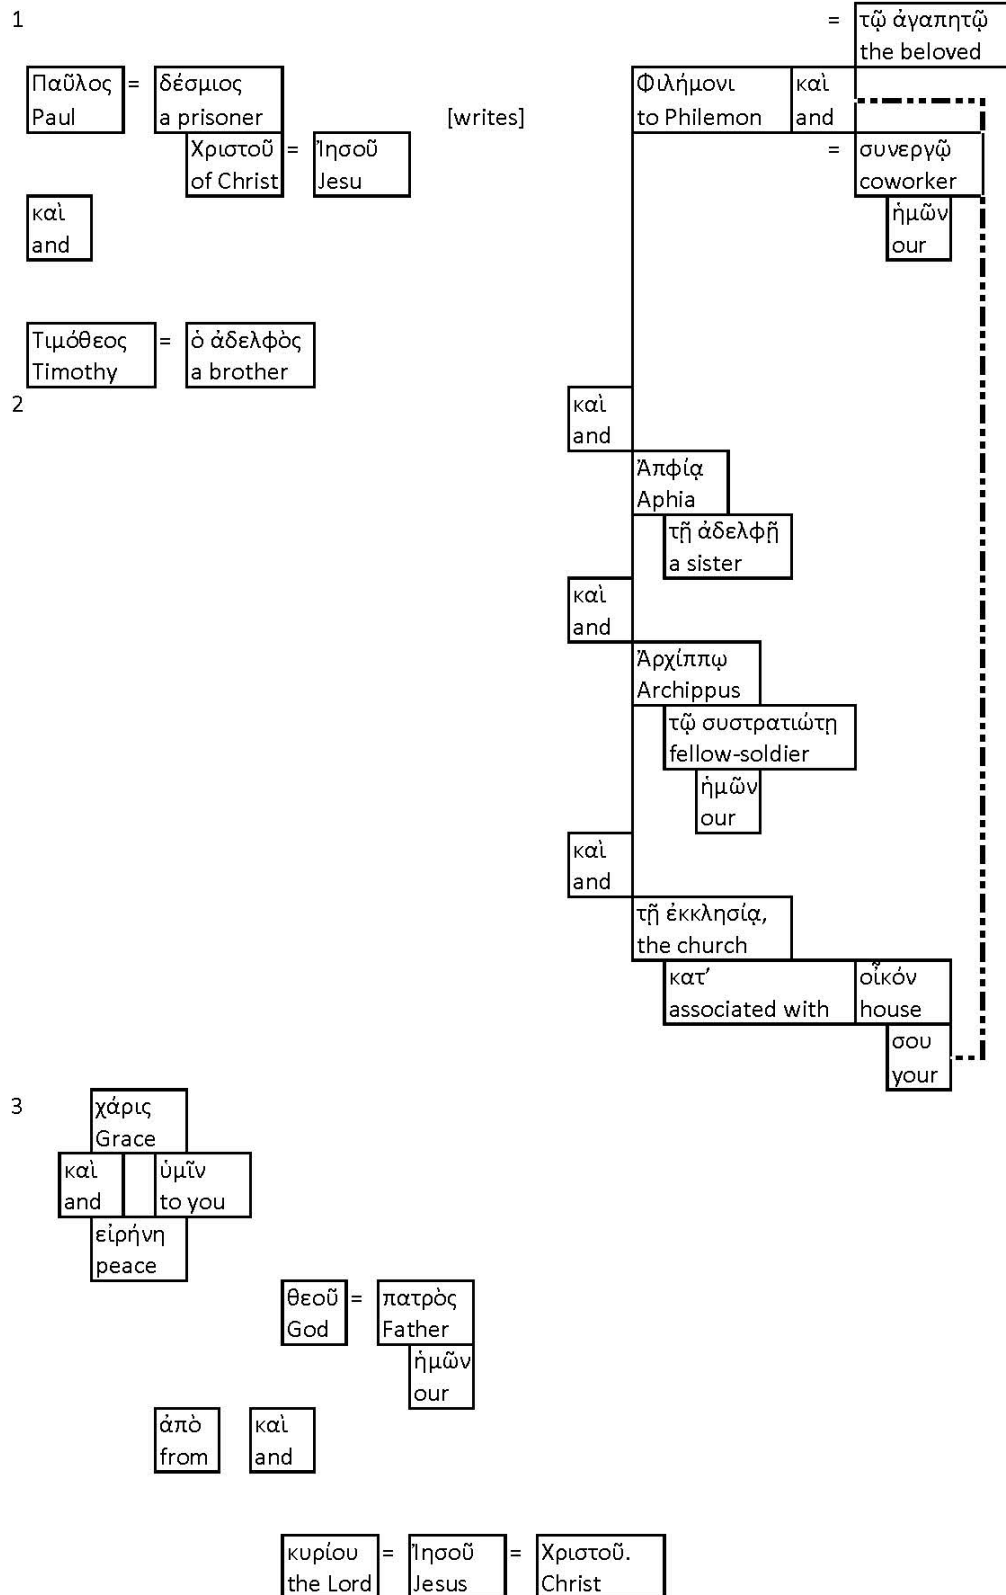 1
= τῷ ἀγαπητῷ
the beloved
Παῦλος = δέσμιος Φιλήμονι καὶ
Paul a prisoner [writes] to Philemon and
Χριστοῦ = Ἰησοῦ = συνεργῷ
of Christ Jesu coworker
καὶ ἡμῶν
and our
Τιμόθεος = ὁ ἀδελφὸς
Timothy a brother
2
καὶ
and
Ἀπφίᾳ
Aphia
τῇ ἀδελφῇ
a sister
καὶ
and
Ἀρχίππῳ
Archippus
τῷ συστρατιώτῃ
fellow-soldier
ἡμῶν
our
καὶ
and
τῇ ἐκκλησίᾳ,
the church
κατ’ οἶκόν
associated with house
σου
your
3
χάρις
Grace
καὶ ὑμῖν
and to you
εἰρήνη
peace
θεοῦ = πατρὸς
God Father
ἡμῶν
our
ἀπὸ καὶ
from and
κυρίου = Ἰησοῦ = Χριστοῦ.
the Lord Jesus Christ